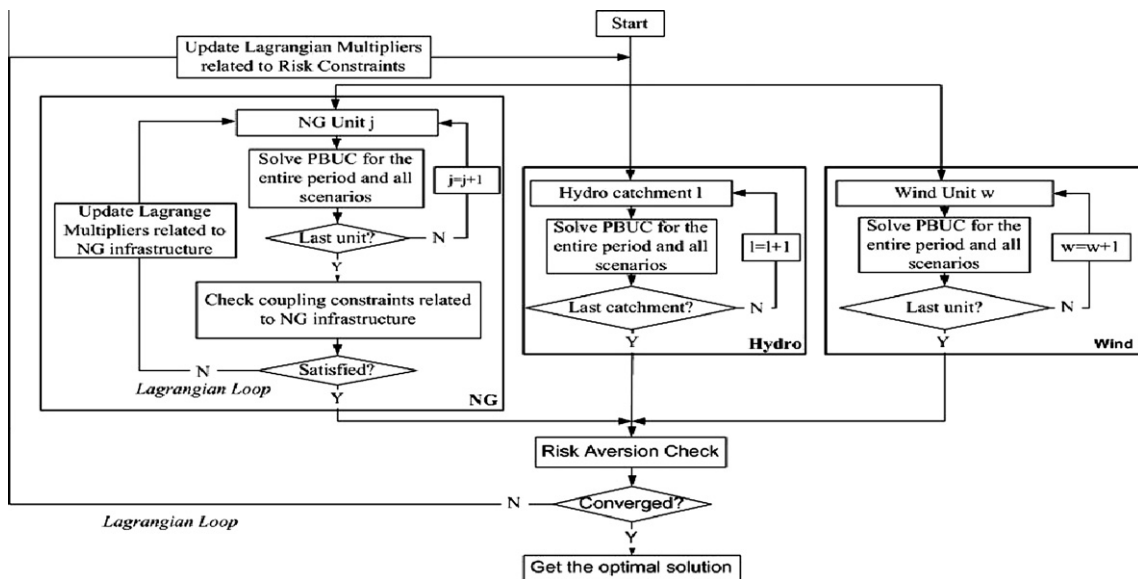 Start
Update Lagrangian Multipliers
related to Risk Constraints
NG Unit j
Solve PBUC for the
entire period and all
scenarios
j=j+1
Update Lagrange
Multipliers related to
NG infrastructure
Last unit?
N
Y
Check coupling constraints related
to NG infrastructure
Satisfied?
N
Lagrangian Loop
Y
NG
Hydro catchment l
Solve PBUC for the
entire period and all
scenarios
l=l+1
Last catchment?
N
Y
Hydro
Wind Unit w
Solve PBUC for the
entire period and all
scenarios
w=w+1
Last unit?
N
Y
Wind
Risk Aversion Check
Converged?
N
Lagrangian Loop
Y
Get the optimal solution